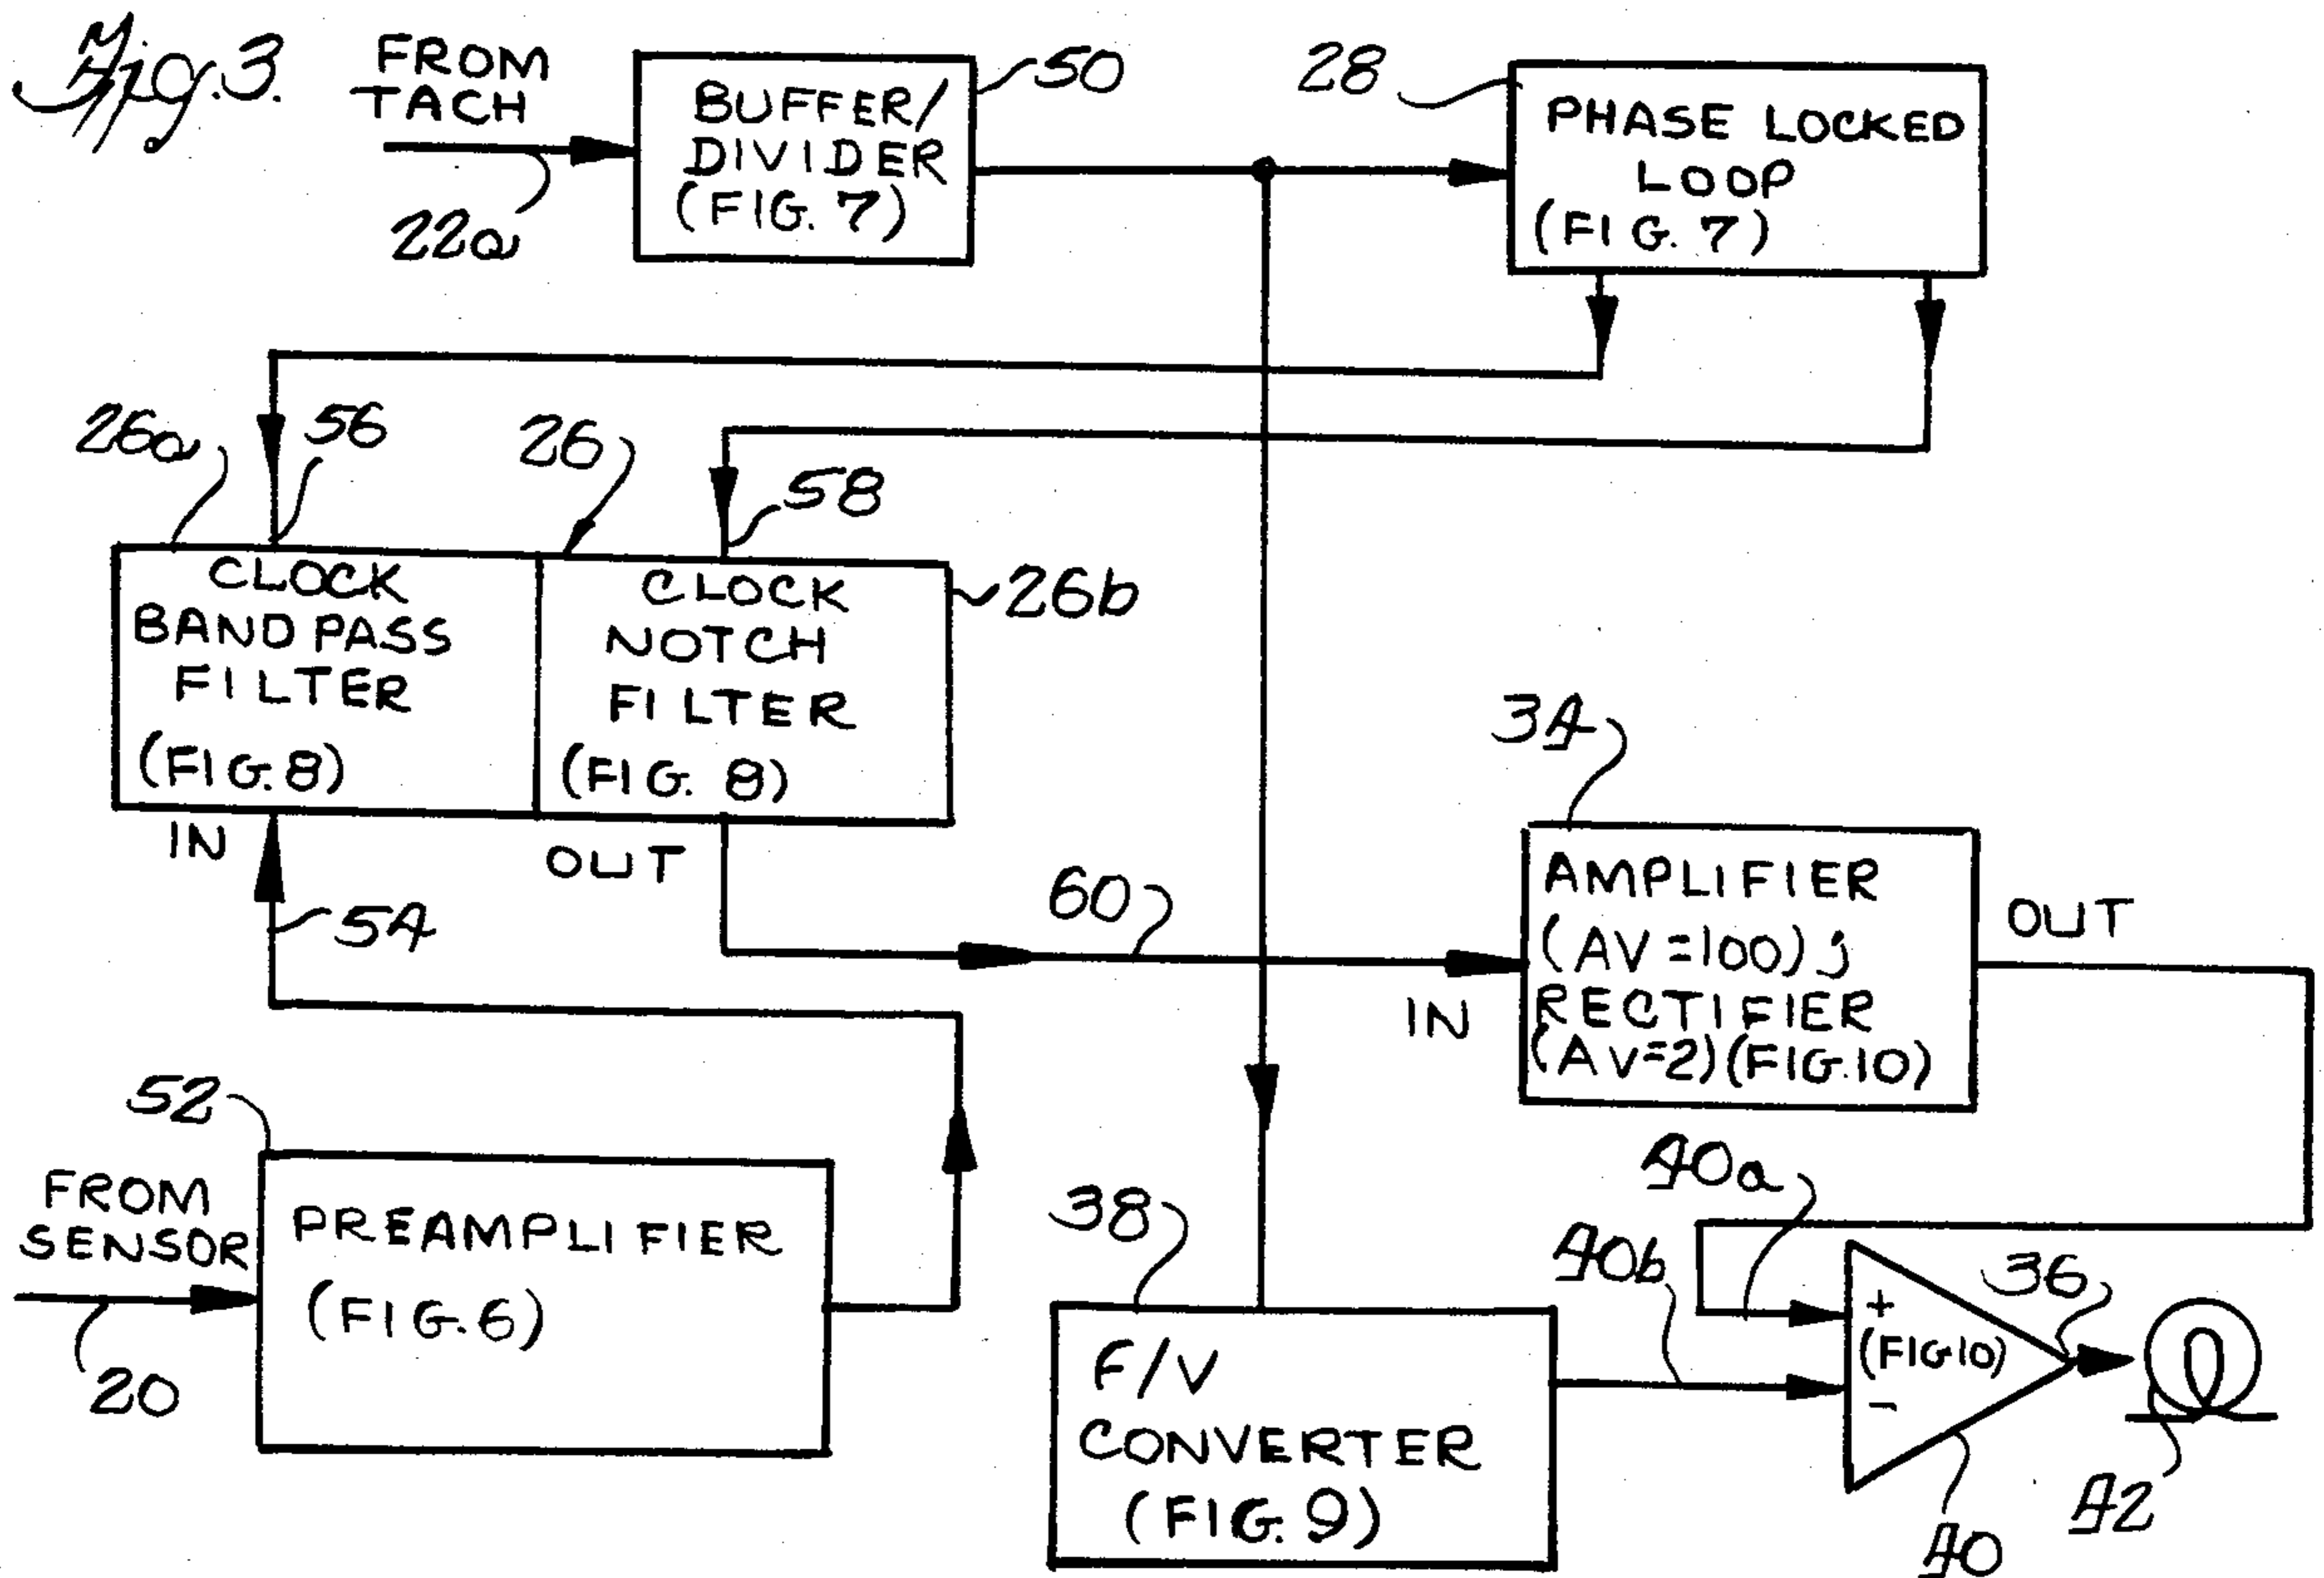 Fig. 3.
FROM
TACH
22a
BUFFER/
DIVIDER
(FIG. 7)
50
28
PHASE LOCKED
LOOP
(FIG. 7)
26a
56
26
58
26b
CLOCK
BAND PASS
FILTER
(FIG. 8)
CLOCK
NOTCH
FILTER
(FIG. 8)
IN
OUT
54
60
34
AMPLIFIER
(AV=100);
RECTIFIER
(AV=2)(FIG.10)
IN
OUT
52
FROM
SENSOR
20
PREAMPLIFIER
(FIG. 6)
38
F/V
CONVERTER
(FIG. 9)
40a
40b
+
(FIG 10)
-
36
40
42